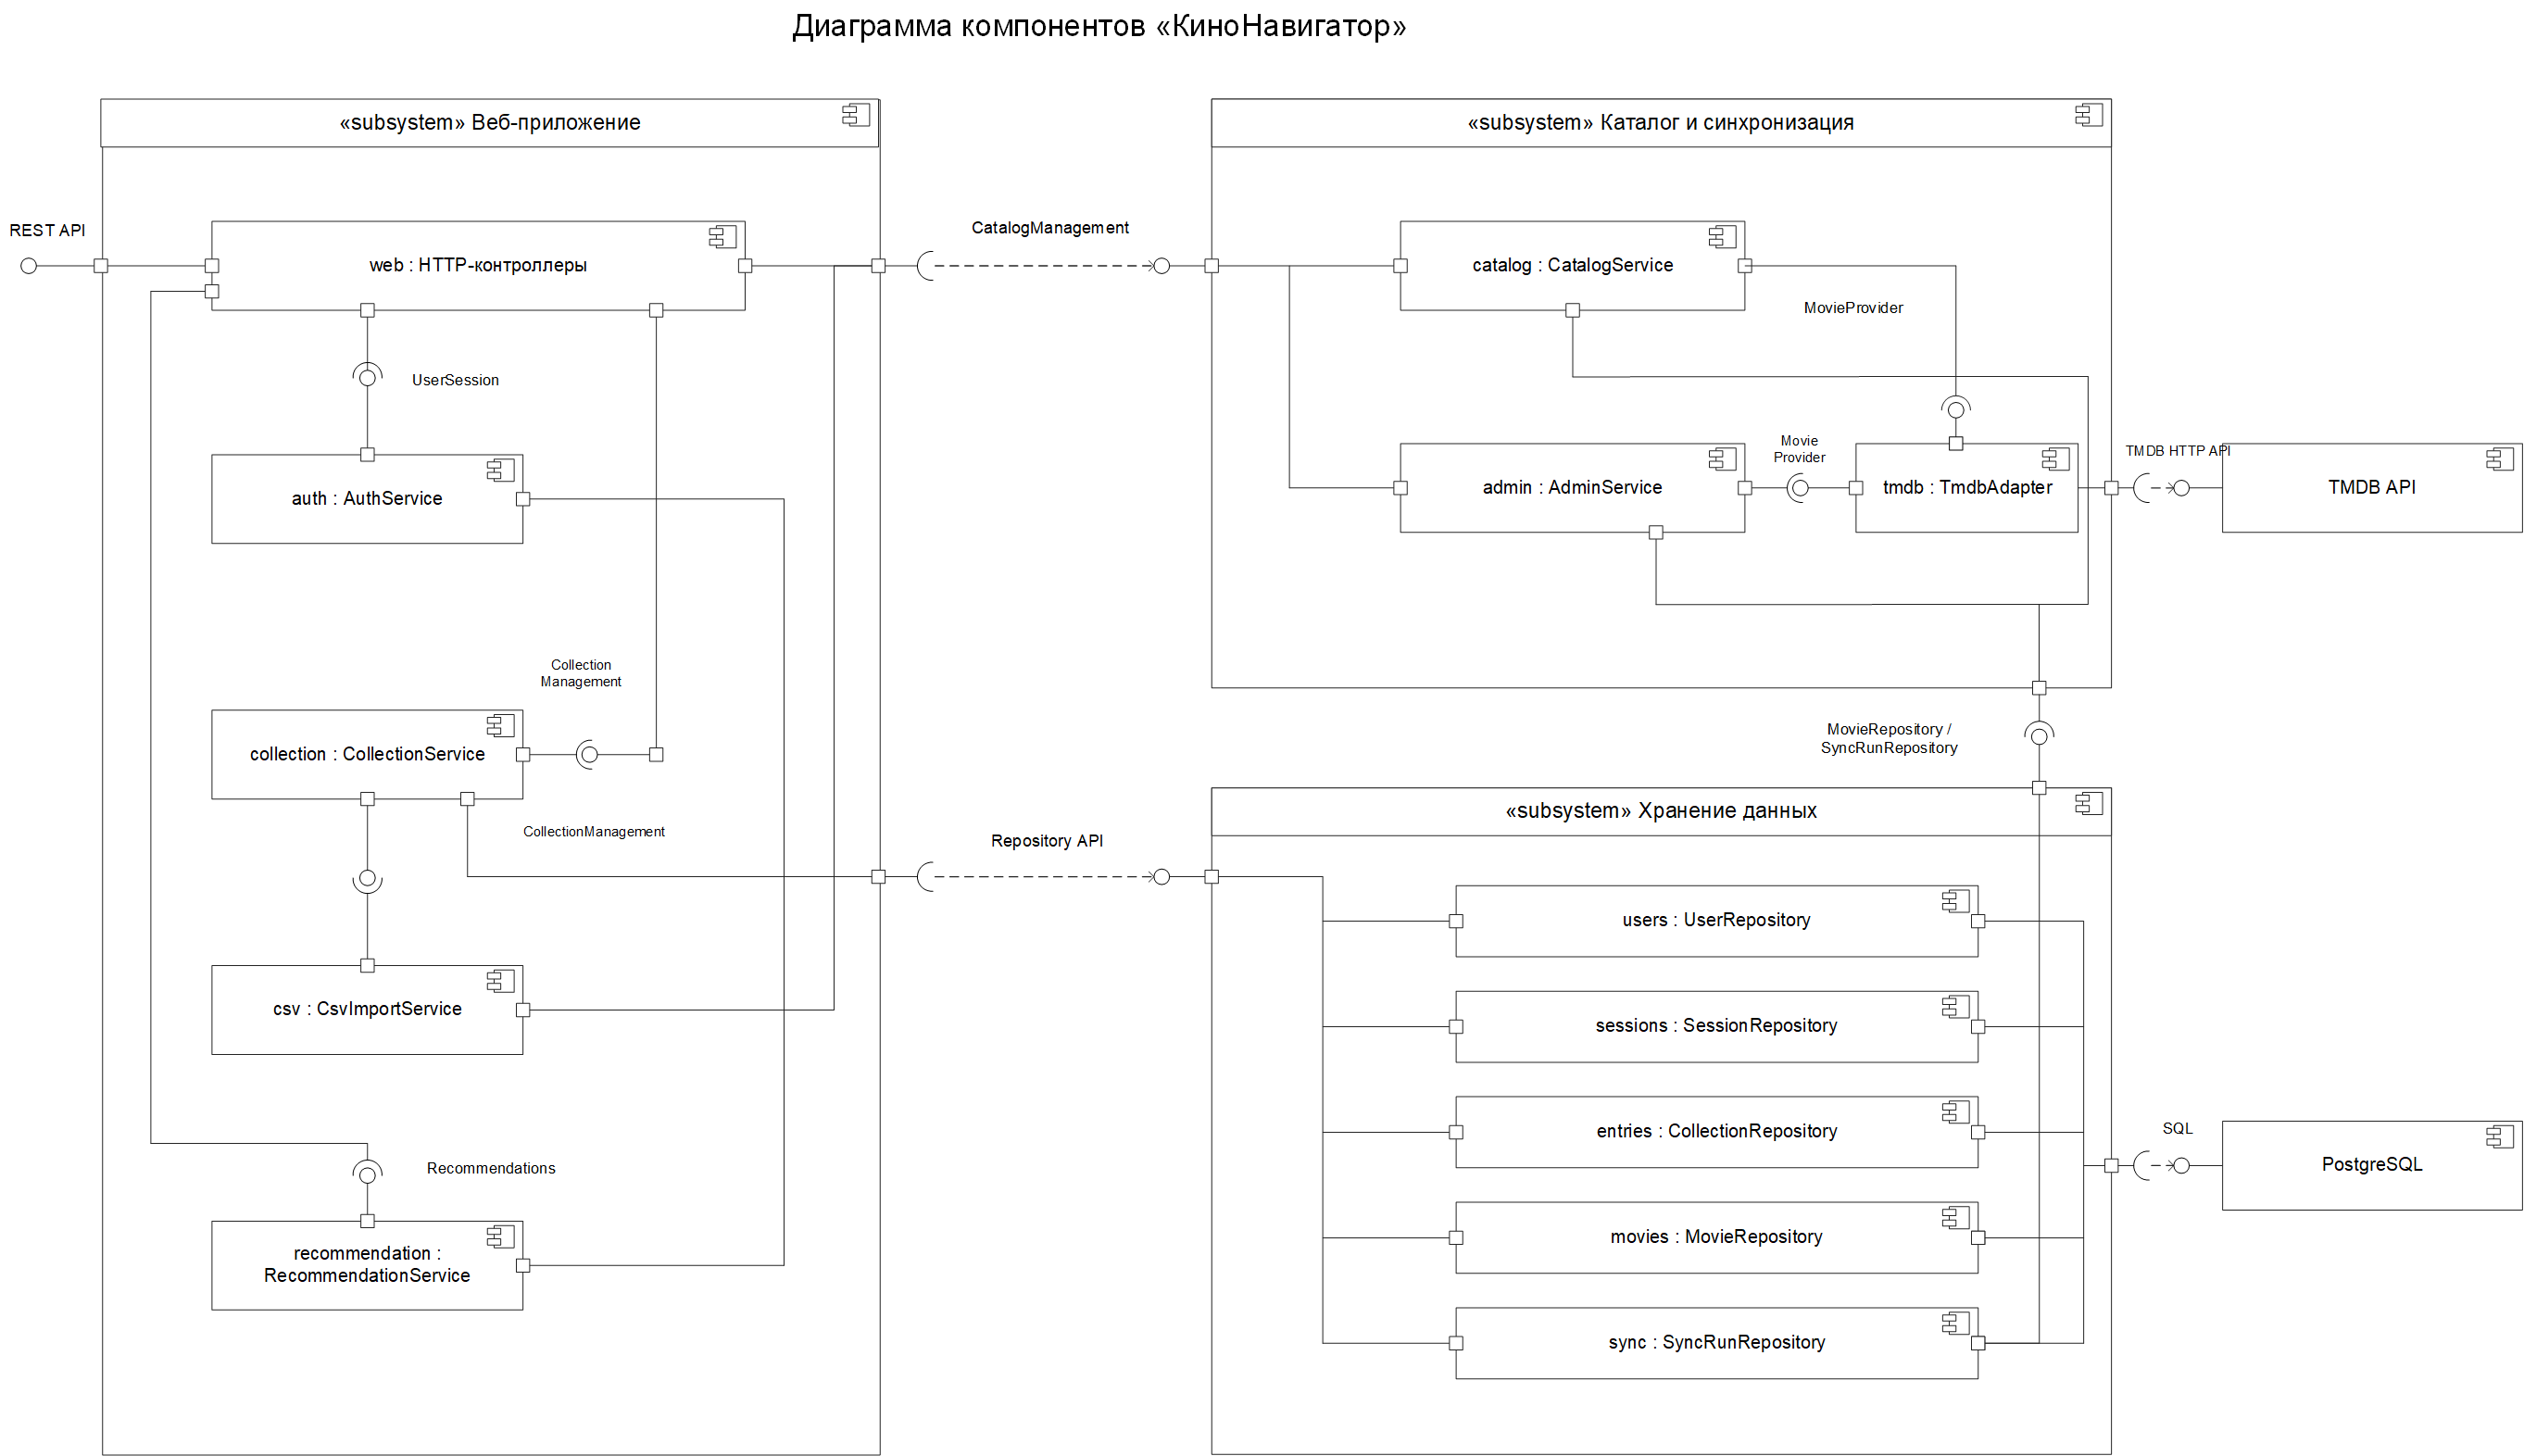 Диаграмма компонентов «КиноНавигатор»
«subsystem» Веб-приложение
REST API
web : HTTP-контроллеры
UserSession
auth : AuthService
Collection
Management
collection : CollectionService
CollectionManagement
csv : CsvImportService
Recommendations
recommendation :
RecommendationService
CatalogManagement
Repository API
«subsystem» Каталог и синхронизация
catalog : CatalogService
MovieProvider
admin : AdminService
Movie
Provider
tmdb : TmdbAdapter
TMDB HTTP API
TMDB API
MovieRepository /
SyncRunRepository
«subsystem» Хранение данных
users : UserRepository
sessions : SessionRepository
entries : CollectionRepository
movies : MovieRepository
sync : SyncRunRepository
SQL
PostgreSQL